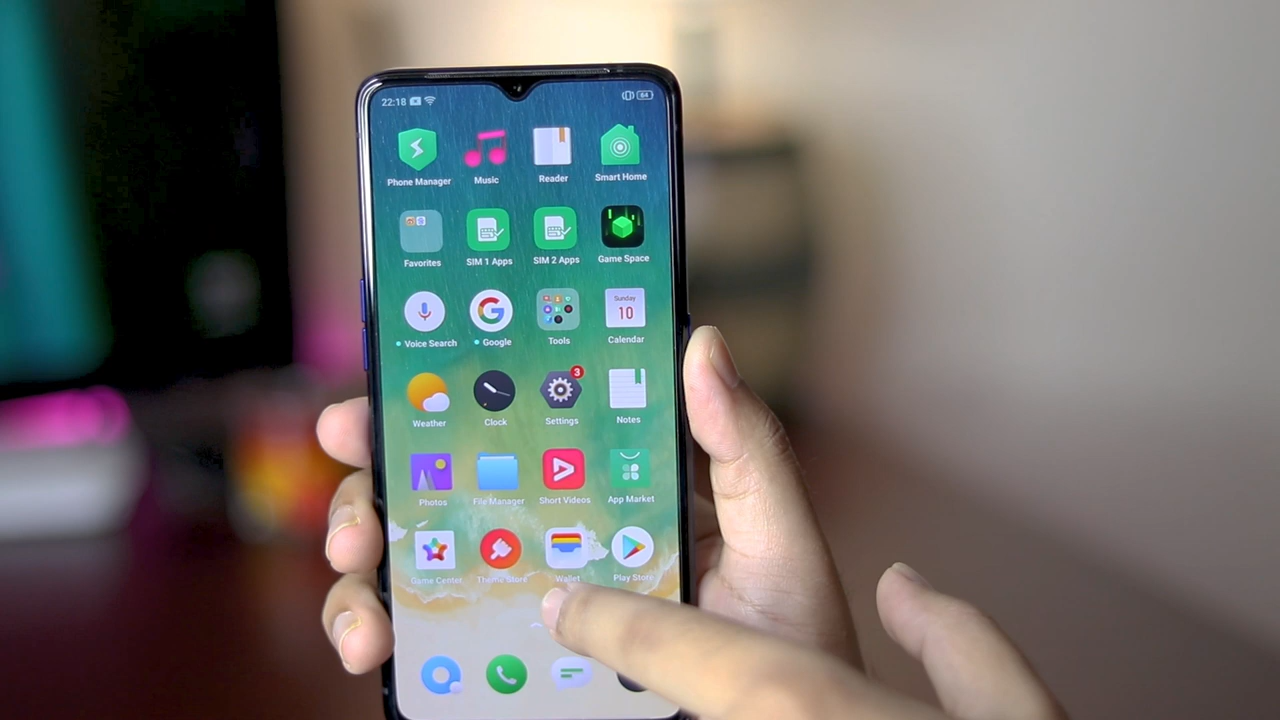 22:18 64
Phone Manager Music Reader Smart Home
Favorites SIM 1 Apps SIM 2 Apps Game Space
Sunday
10
Voice Search Google Tools Calendar
3
Weather Clock Settings Notes
Photos File Manager Short Videos App Market
Game Center Theme Store Wallet Play Store